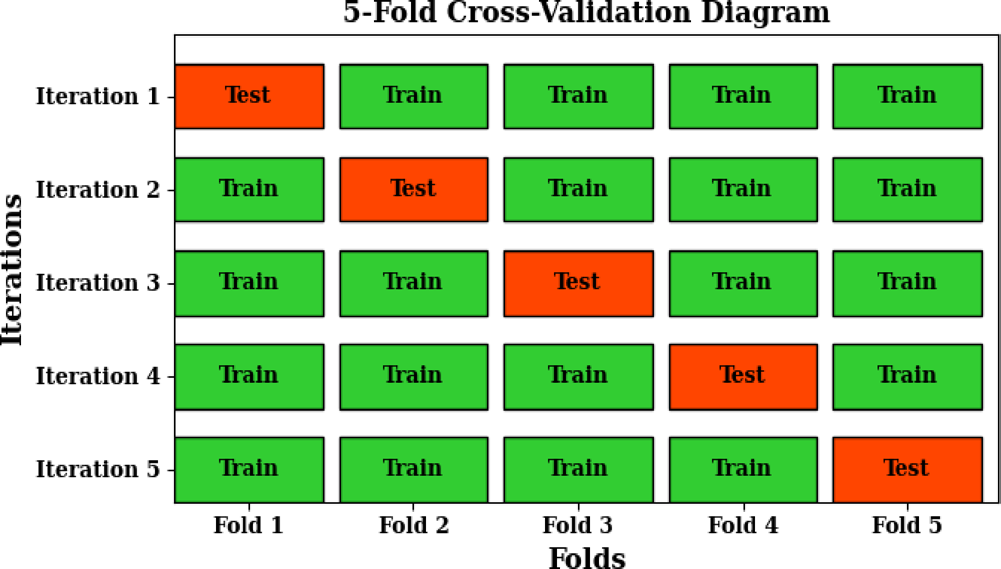 5-Fold Cross-Validation Diagram
Iterations
Iteration 1 Test Train Train Train Train
Iteration 2 Train Test Train Train Train
Iteration 3 Train Train Test Train Train
Iteration 4 Train Train Train Test Train
Iteration 5 Train Train Train Train Test
Fold 1 Fold 2 Fold 3 Fold 4 Fold 5
Folds